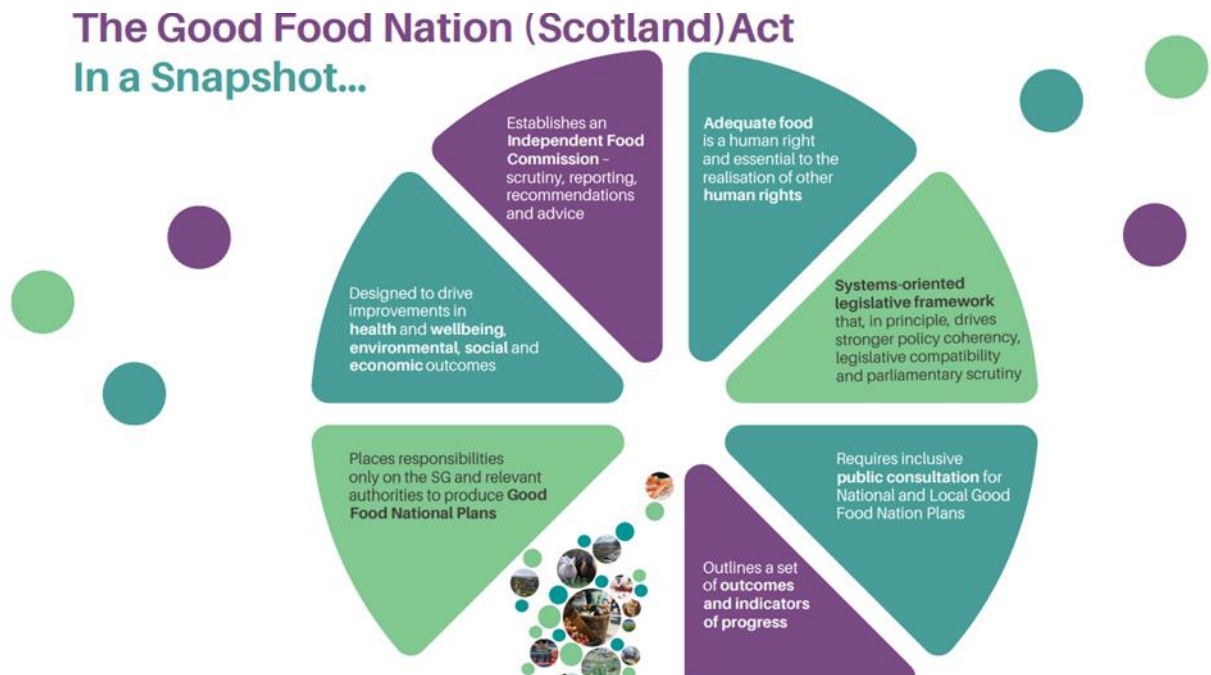 The Good Food Nation (Scotland)Act
In a Snapshot...
Establishes an
Independent Food
Commission –
scrutiny, reporting,
recommendations
and advice
Adequate food
is a human right
and essential to the
realisation of other
human rights
Systems-oriented
legislative framework
that, in principle, drives
stronger policy coherency,
legislative compatibility
and parliamentary scrutiny
Requires inclusive
public consultation for
National and Local Good
Food Nation Plans
Outlines a set
of outcomes
and indicators
of progress
Places responsibilities
only on the SG and relevant
authorities to produce Good
Food National Plans
Designed to drive
improvements in
health and wellbeing,
environmental, social and
economic outcomes